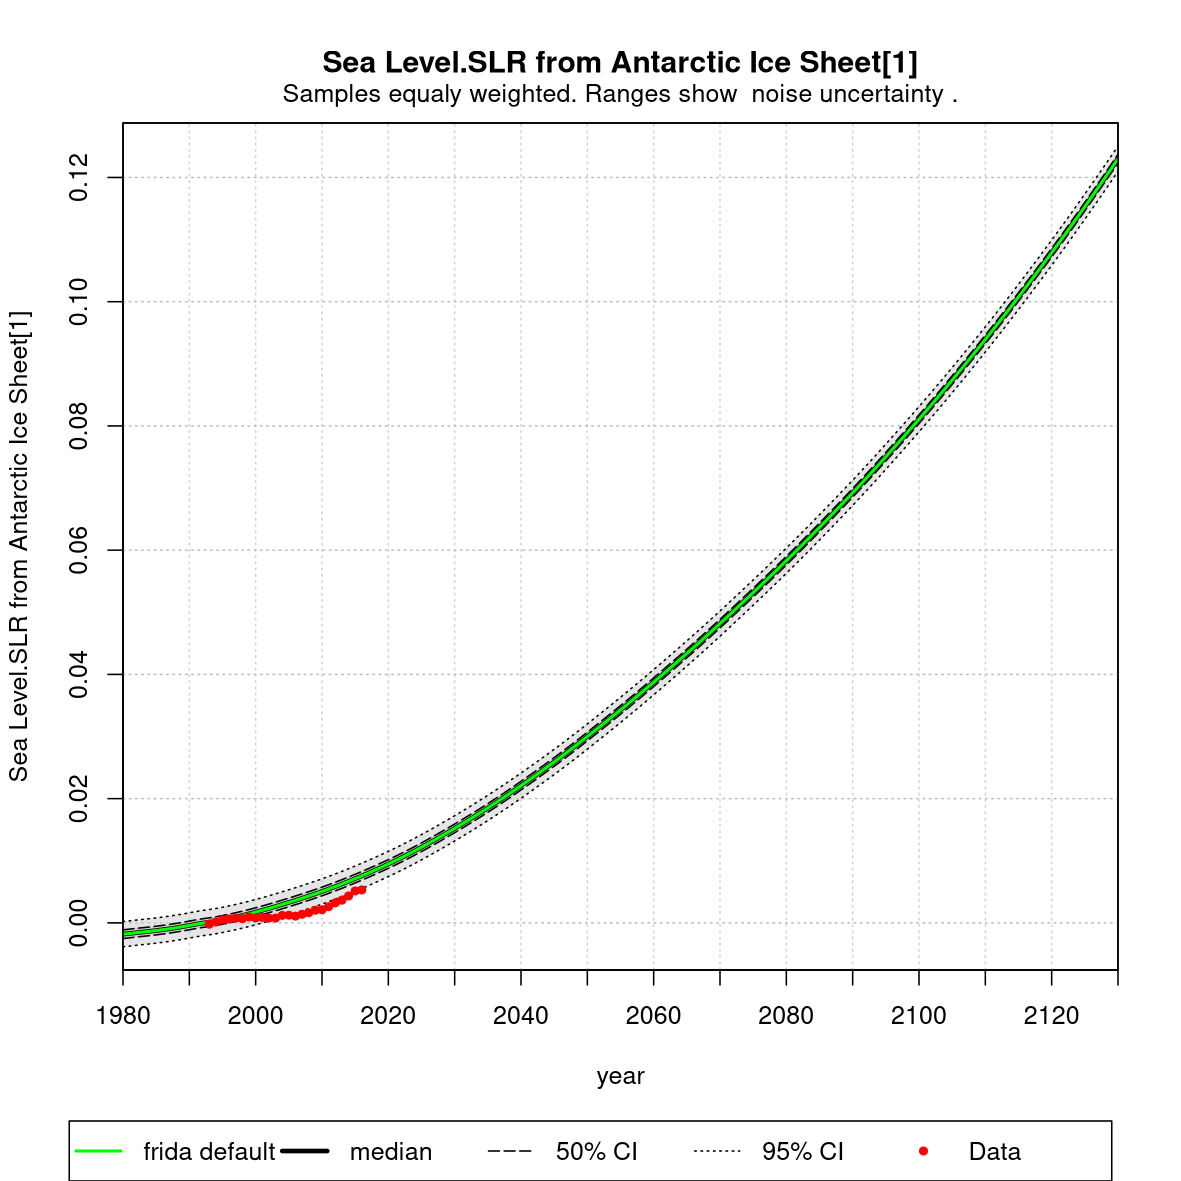 Sea Level.SLR from Antarctic Ice Sheet[1]
Samples equaly weighted. Ranges show  noise uncertainty .
Sea Level.SLR from Antarctic Ice Sheet[1]
0.12
0.10
0.08
0.06
0.04
0.02
0.00
1980 2000 2020 2040 2060 2080 2100 2120
year
frida default median 50% CI 95% CI Data